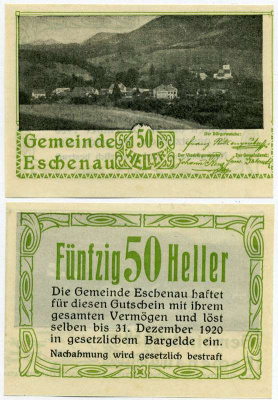 Gemeinde
Eschenau
50
HELLER
Der Bürgermeister:
Fünfzig 50 Heller
Die Gemeinde Eschenau haftet
für diesen Gutschein mit ihrem
gesamten Vermögen und löst
selben bis 31. Dezember 1920
in gesetzlichem Bargelde ein.
Nachahmung wird gesetzlich bestraft